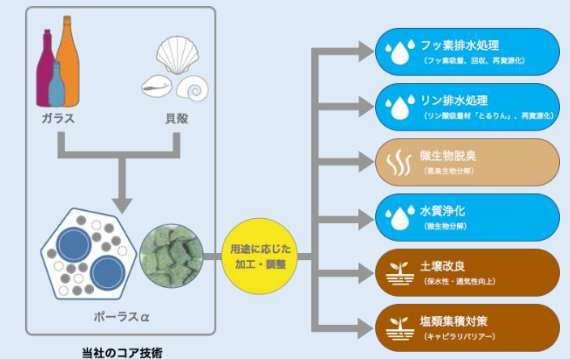 ガラス
貝殻
ポーラスα
当社のコア技術
用途に応じた
加工・調整
フッ素排水処理
(フッ素吸着、回収、再資源化)
リン排水処理
(リン酸吸着材「とるりん」、再資源化)
微生物脱臭
(悪臭生物分解)
水質浄化
(微生物分解)
土壌改良
(保水性・通気性向上)
塩類集積対策
(キャピラリバリアー)